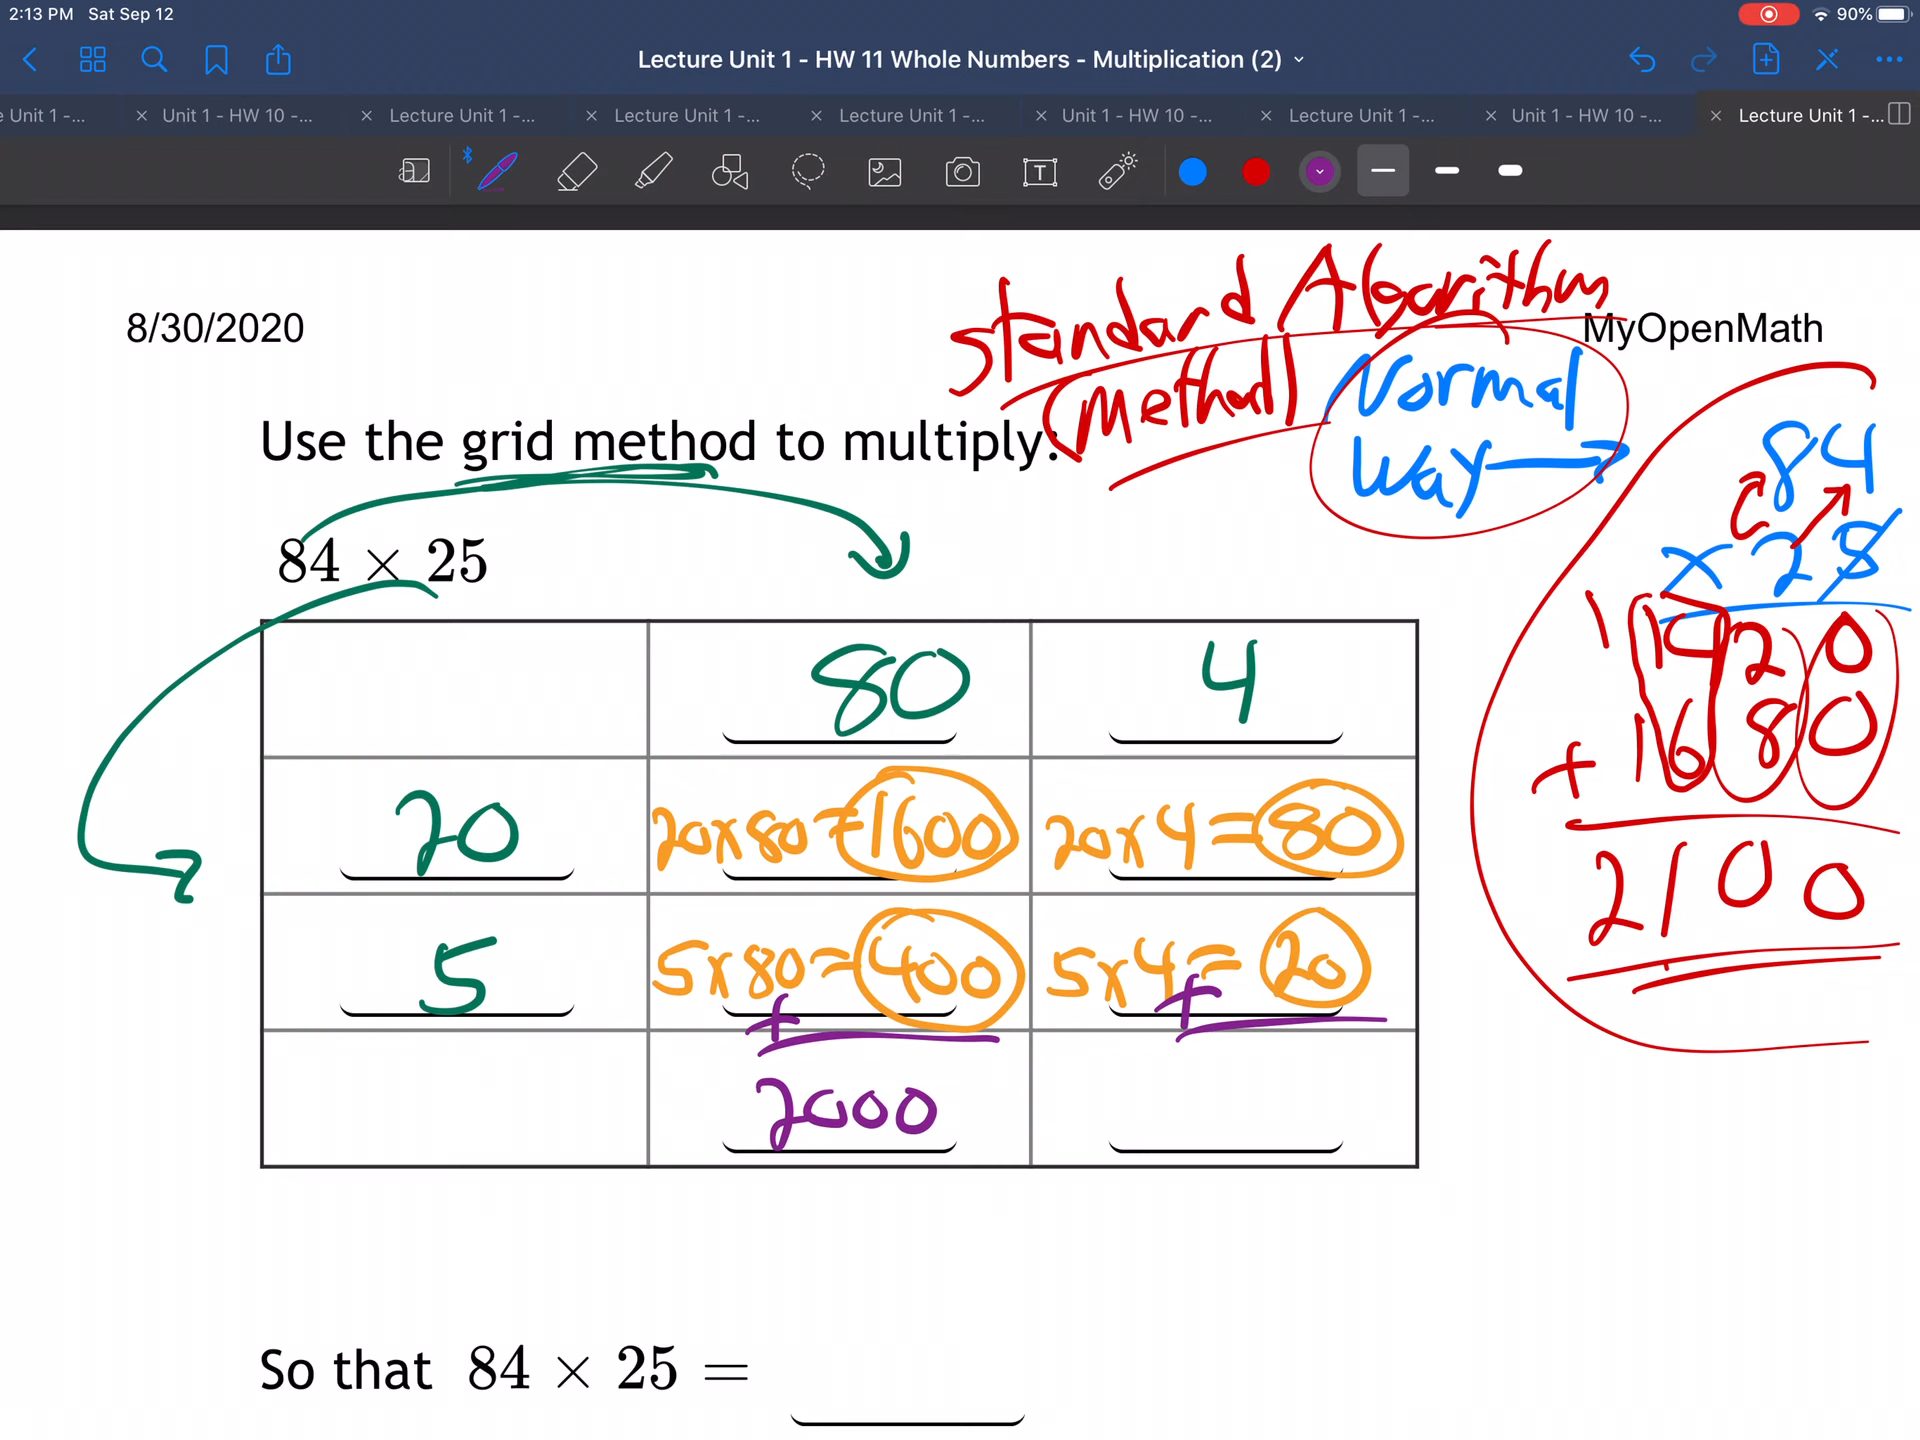 2:13 PM Sat Sep 12
90%
Lecture Unit 1 - HW 11 Whole Numbers - Multiplication (2)
e Unit 1 -... × Unit 1 - HW 10 -... × Lecture Unit 1 -... × Lecture Unit 1 -... × Lecture Unit 1 -... × Unit 1 - HW 10 -... × Lecture Unit 1 -... × Unit 1 - HW 10 -... × Lecture Unit 1 -...
T
8/30/2020
Standard Algorithm
MyOpenMath
(Method)
Normal
Way
Use the grid method to multiply:
84 × 25
84
× 25
1
1420
+ 1680
2100
80 4
20 20x80=1600 20x4=80
5 5x80=400 5x4=20
+ +
2000
So that 84 × 25 =